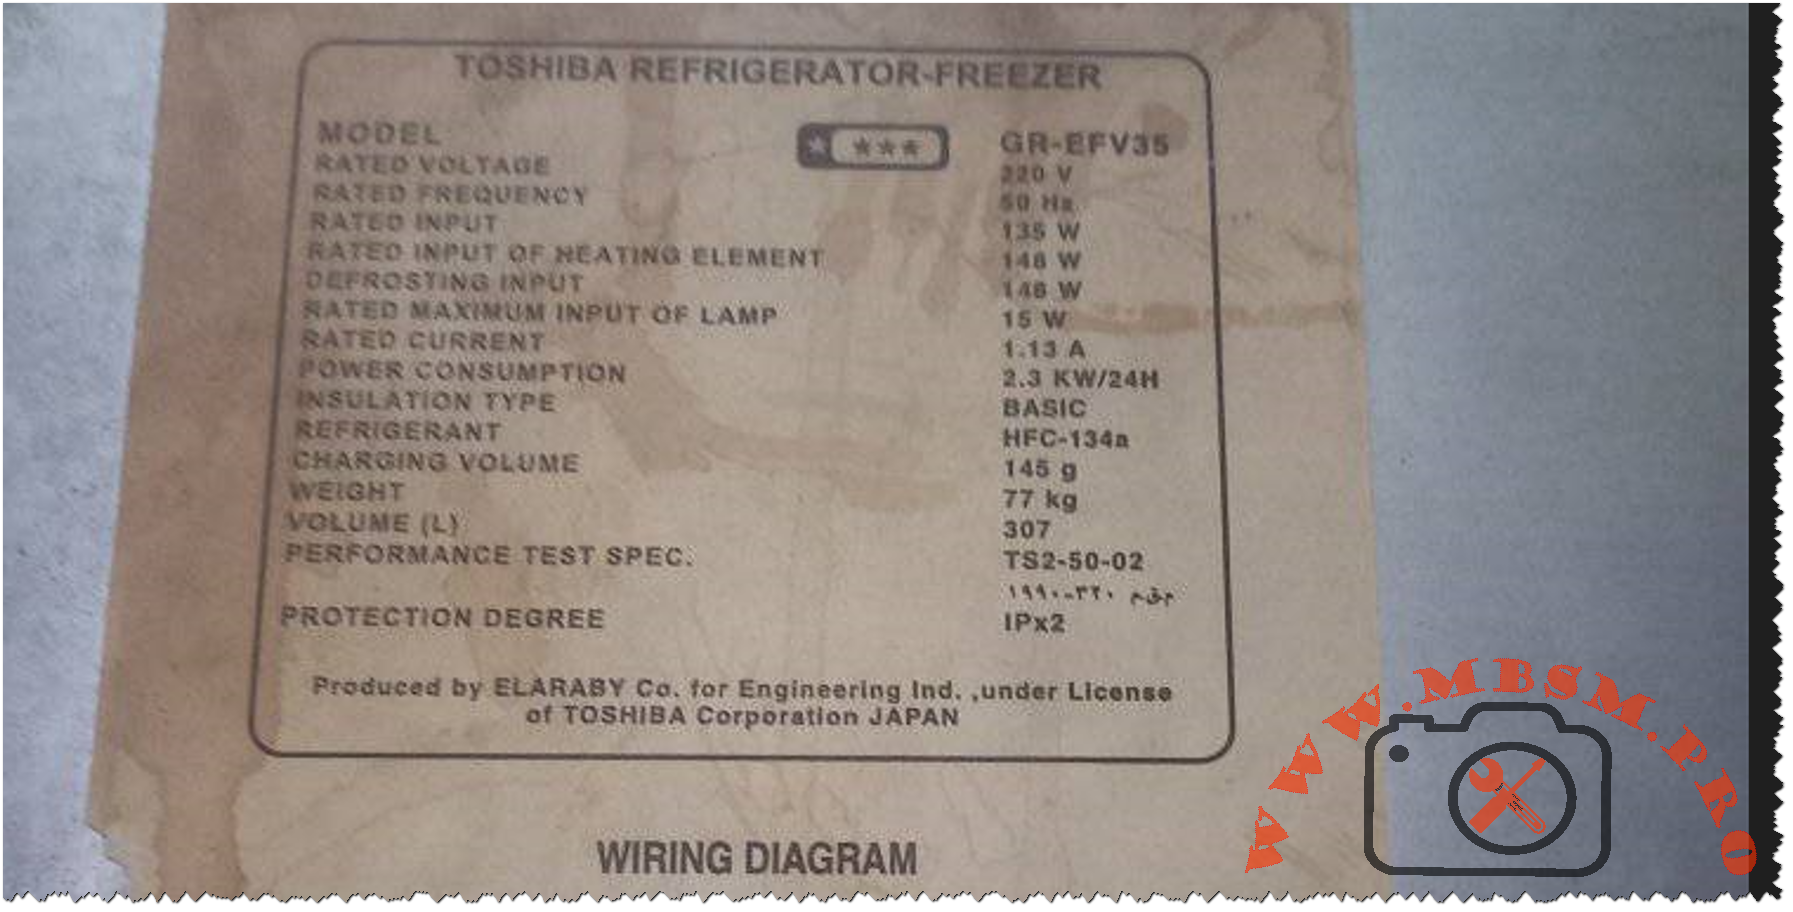 TOSHIBA REFRIGERATOR-FREEZER
MODEL GR-EFV35
RATED VOLTAGE 220 V
RATED FREQUENCY 50 Hz
RATED INPUT 135 W
RATED INPUT OF HEATING ELEMENT 146 W
DEFROSTING INPUT 146 W
RATED MAXIMUM INPUT OF LAMP 15 W
RATED CURRENT 1.13 A
POWER CONSUMPTION 2.3 KW/24H
INSULATION TYPE BASIC
REFRIGERANT HFC-134a
CHARGING VOLUME 145 g
WEIGHT 77 kg
VOLUME (L) 307
PERFORMANCE TEST SPEC. TS2-50-02
م.ق.م ٣٢٠-١٩٩٠
PROTECTION DEGREE IPx2
Produced by ELARABY Co. for Engineering Ind. ,under License
of TOSHIBA Corporation JAPAN
WIRING DIAGRAM
WWW.MBSM.PRO